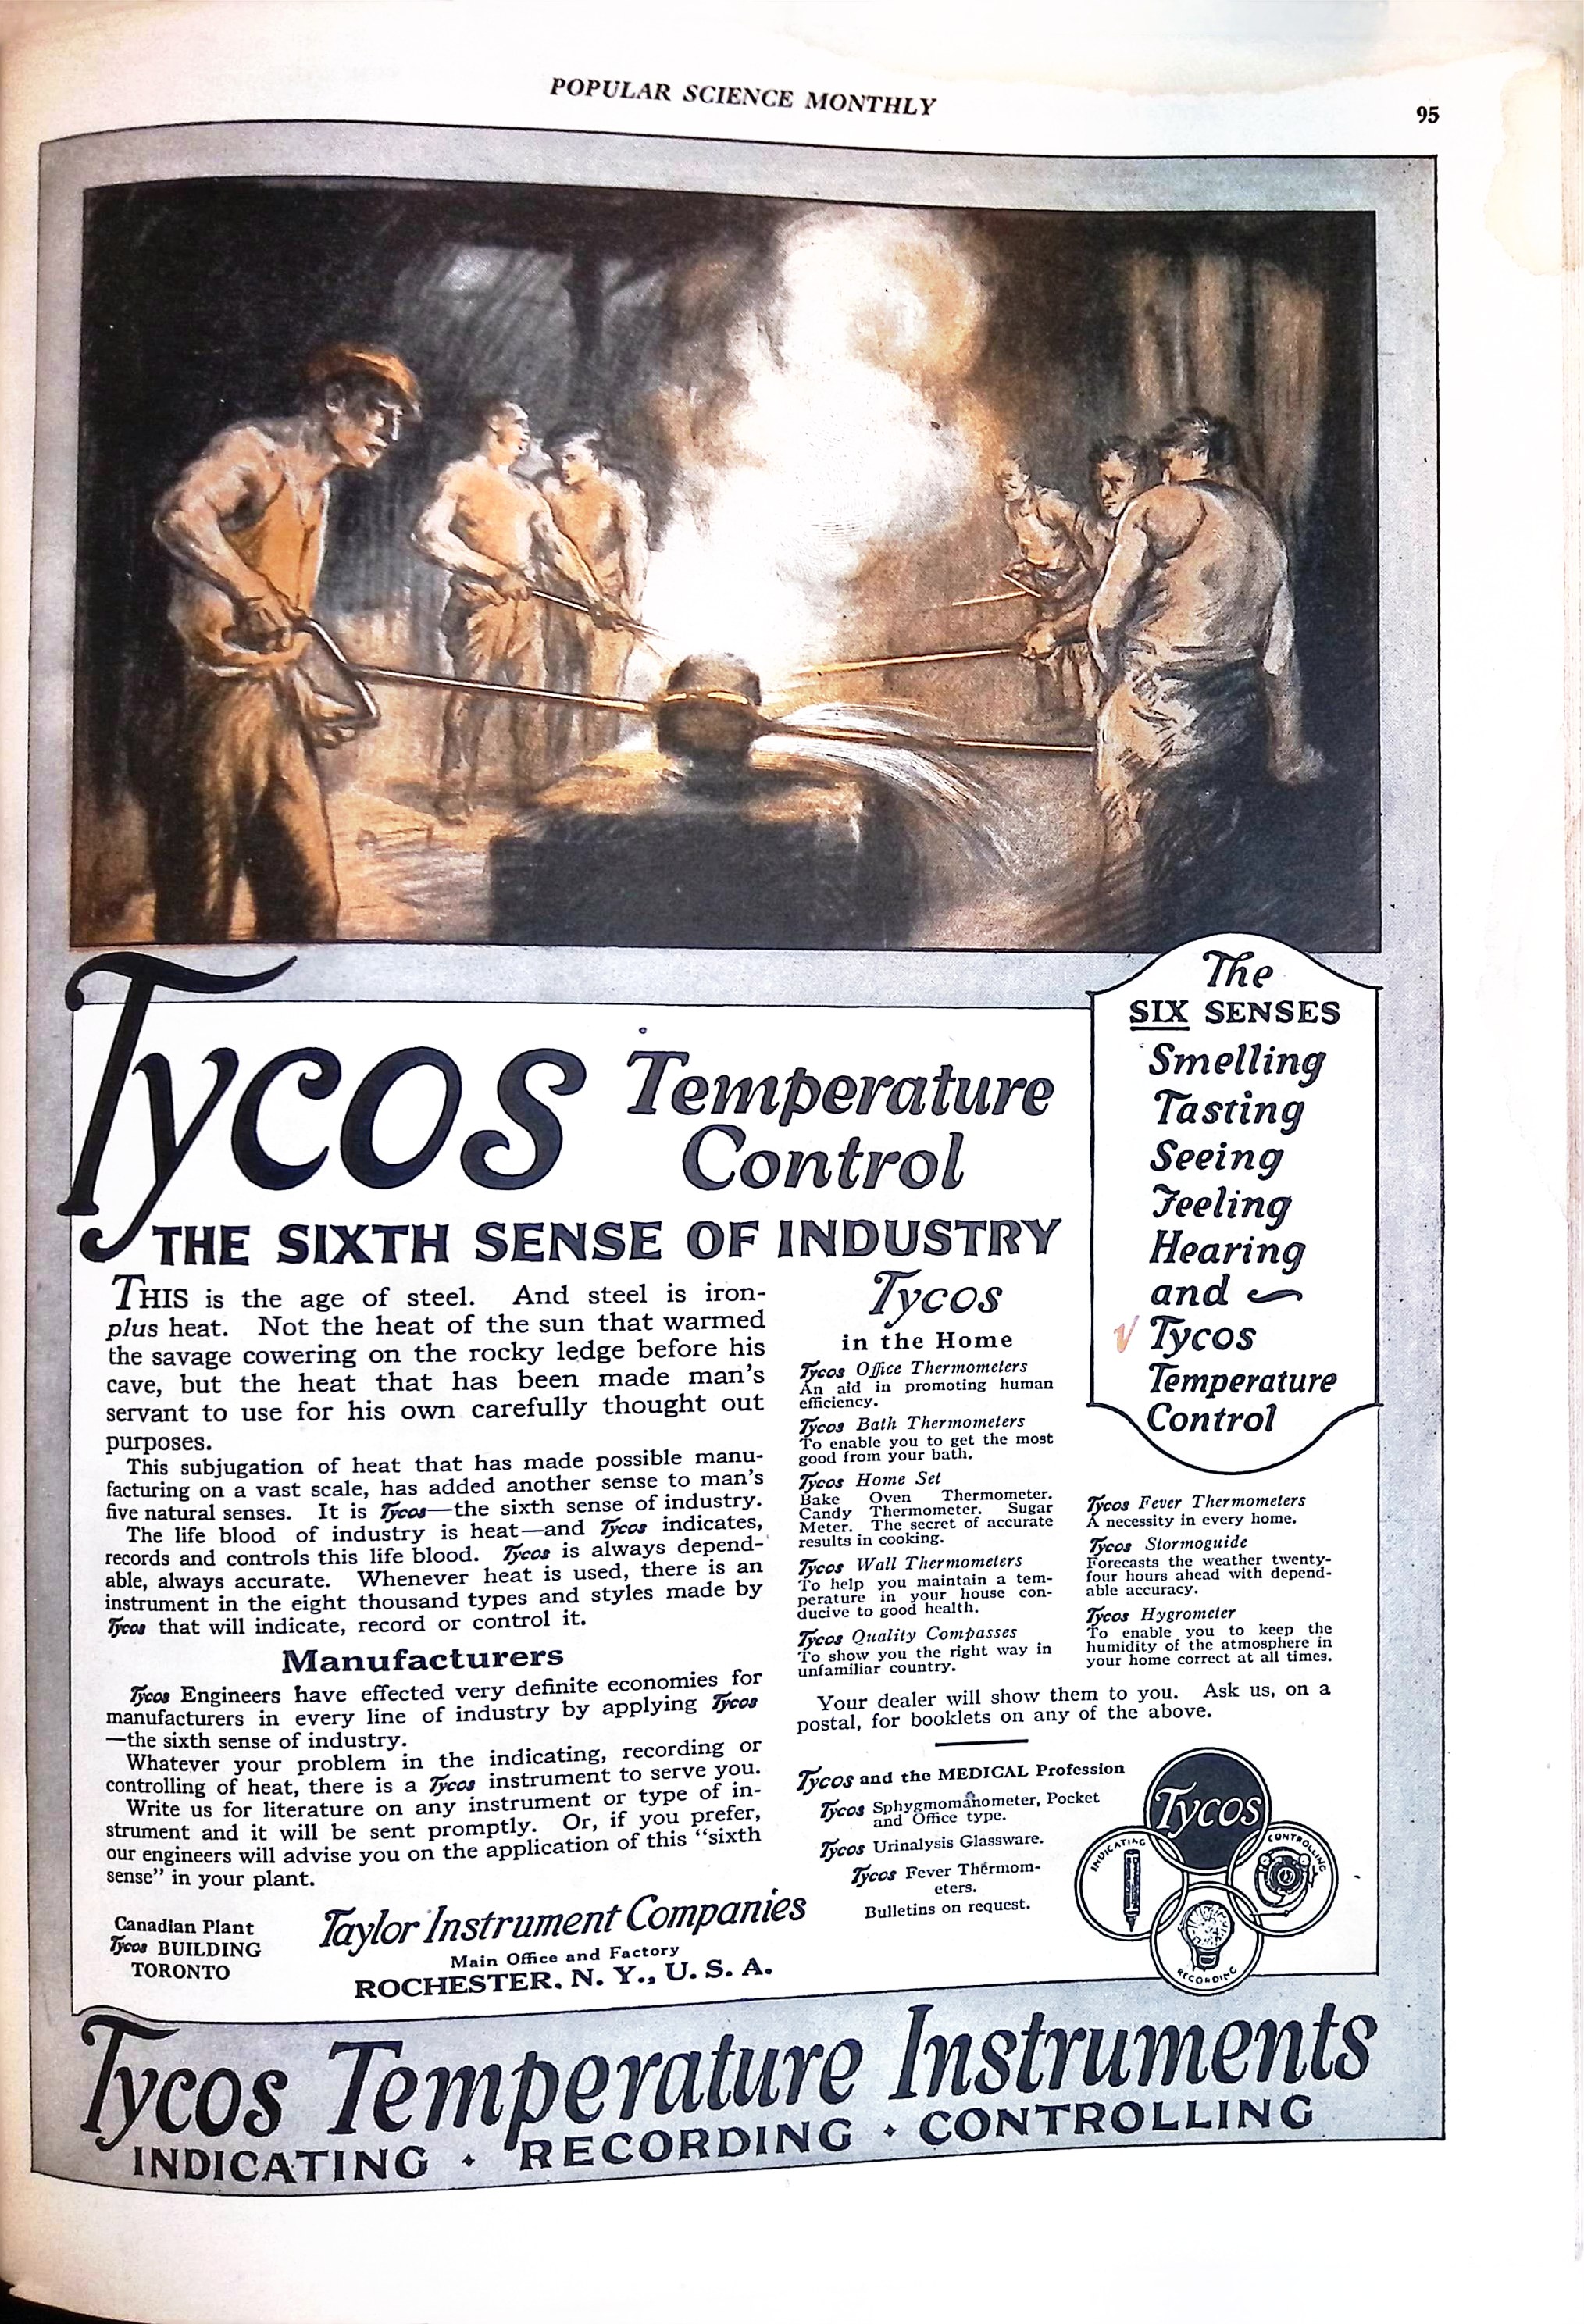 POPULAR SCIENCE MONTHLY
95
Tycos Temperature
Control
THE SIXTH SENSE OF INDUSTRY
THIS is the age of steel. And steel is iron-
plus heat. Not the heat of the sun that warmed
the savage cowering on the rocky ledge before his
cave, but the heat that has been made man's
servant to use for his own carefully thought out
purposes.
This subjugation of heat that has made possible manu-
facturing on a vast scale, has added another sense to man's
five natural senses. It is Tycos—the sixth sense of industry.
The life blood of industry is heat—and Tycos indicates,
records and controls this life blood. Tycos is always depend-
able, always accurate. Whenever heat is used, there is an
instrument in the eight thousand types and styles made by
Tycos that will indicate, record or control it.
Manufacturers
Tycos Engineers have effected very definite economies for
manufacturers in every line of industry by applying Tycos
—the sixth sense of industry.
Whatever your problem in the indicating, recording or
controlling of heat, there is a Tycos instrument to serve you.
Write us for literature on any instrument or type of in-
strument and it will be sent promptly. Or, if you prefer,
our engineers will advise you on the application of this "sixth
sense" in your plant.
Canadian Plant
Tycos BUILDING
TORONTO
Taylor Instrument Companies
Main Office and Factory
ROCHESTER, N. Y., U. S. A.
Tycos
in the Home
Tycos Office Thermometers
An aid in promoting human
efficiency.
Tycos Bath Thermometers
To enable you to get the most
good from your bath.
Tycos Home Set
Bake Oven Thermometer.
Candy Thermometer. Sugar
Meter. The secret of accurate
results in cooking.
Tycos Wall Thermometers
To help you maintain a tem-
perature in your house con-
ducive to good health.
Tycos Quality Compasses
To show you the right way in
unfamiliar country.
The
SIX SENSES
Smelling
Tasting
Seeing
Feeling
Hearing
and
Tycos
Temperature
Control
Tycos Fever Thermometers
A necessity in every home.
Tycos Stormoguide
Forecasts the weather twenty-
four hours ahead with depend-
able accuracy.
Tycos Hygrometer
To enable you to keep the
humidity of the atmosphere in
your home correct at all times.
Your dealer will show them to you. Ask us, on a
postal, for booklets on any of the above.
Tycos and the MEDICAL Profession
Tycos Sphygmomanometer, Pocket
and Office type.
Tycos Urinalysis Glassware.
Tycos Fever Thermom-
eters.
Bulletins on request.
Tycos
INDICATING
CONTROLLING
RECORDING
Tycos Temperature Instruments
INDICATING • RECORDING • CONTROLLING